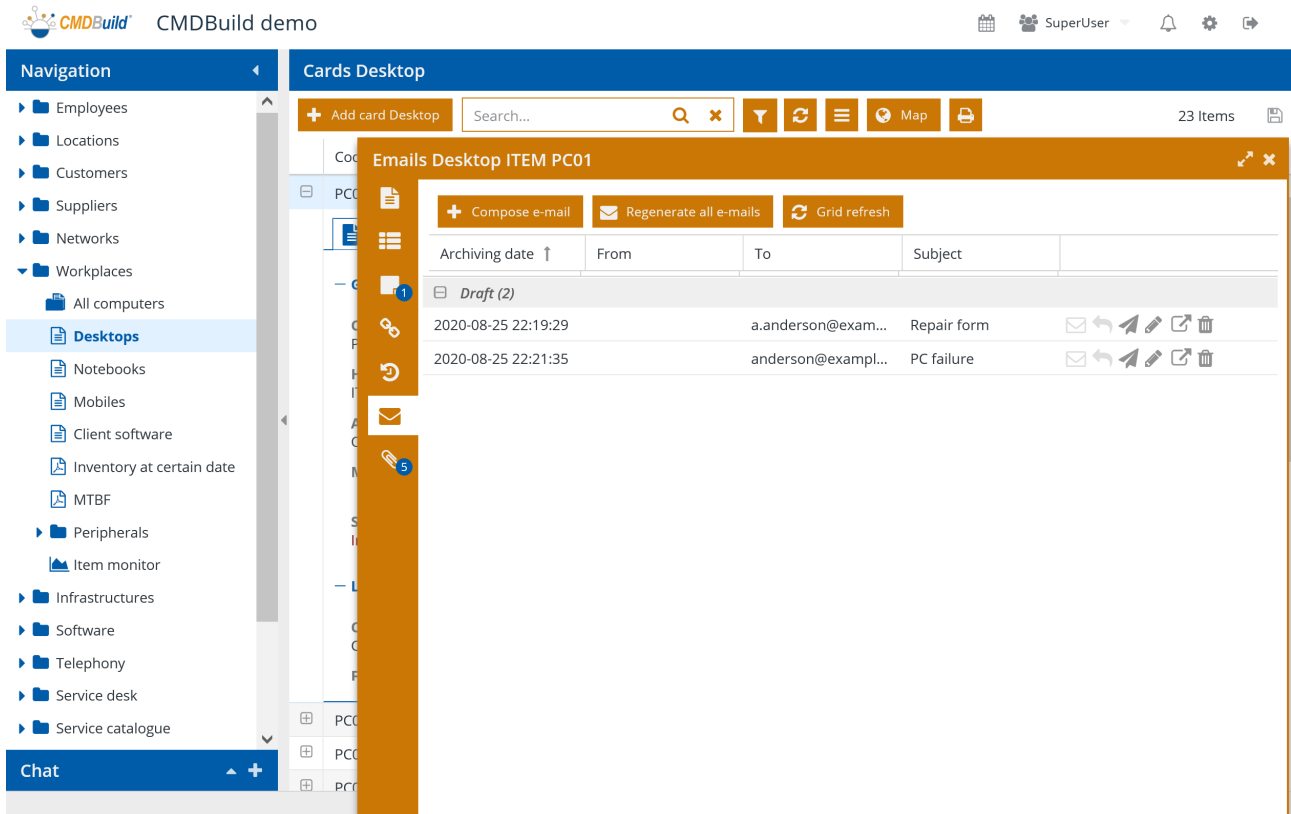 CMDBuild CMDBuild demo SuperUser
Navigation
Employees
Locations
Customers
Suppliers
Networks
Workplaces
All computers
Desktops
Notebooks
Mobiles
Client software
Inventory at certain date
MTBF
Peripherals
Item monitor
Infrastructures
Software
Telephony
Service desk
Service catalogue
Chat
Cards Desktop
Add card Desktop Search... Map 23 Items
Emails Desktop ITEM PC01
Compose e-mail Regenerate all e-mails Grid refresh
Archiving date From To Subject
Draft (2)
2020-08-25 22:19:29 a.anderson@exam... Repair form
2020-08-25 22:21:35 anderson@exampl... PC failure
1
5